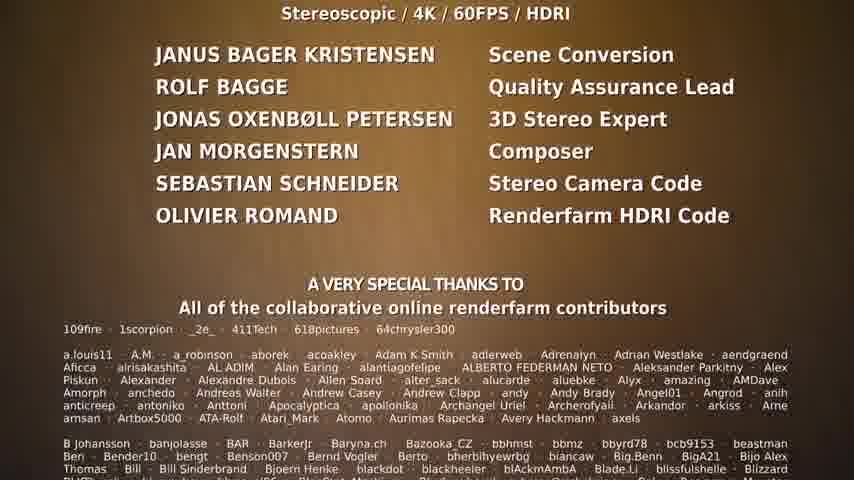 Stereoscopic / 4K / 60FPS / HDRI
JANUS BAGER KRISTENSEN Scene Conversion
ROLF BAGGE Quality Assurance Lead
JONAS OXENBØLL PETERSEN 3D Stereo Expert
JAN MORGENSTERN Composer
SEBASTIAN SCHNEIDER Stereo Camera Code
OLIVIER ROMAND Renderfarm HDRI Code
A VERY SPECIAL THANKS TO
All of the collaborative online renderfarm contributors
109fire · 1scorpion · _2e_ · 411Tech · 618pictures · 64chrysler300
a.louis11 · A.M. · a_robinson · aborek · acoakley · Adam K Smith · adlerweb · Adrenalyn · Adrian Westlake · aendgraend
Aficca · airisakashita · AL ADIM · Alan Earing · alantiagofelipe · ALBERTO FEDERMAN NETO · Aleksander Parkitny · Alex
Piskun · Alexander · Alexandre Dubois · Allen Soard · alter_sack · alucarde · aluebke · Alyx · amazing · AMDave
Amorph · anchedo · Andreas Walter · Andrew Casey · Andrew Clapp · andy · Andy Brady · Angel01 · Angrod · anih
anticreep · antoniko · Anttoni · Apocalyptica · apollonika · Archangel Uriel · Archerofyaii · Arkandor · arkiss · Arne
amsan · Artbox5000 · ATA-Rolf · Atari_Mark · Atomo · Aurimas Rapecka · Avery Hackmann · axels
B Johansson · banjolasse · BAR · BarkerJr · Baryna.ch · Bazooka_CZ · bbhmst · bbmz · bbyrd78 · bcb9153 · beastman
Ben · Bender10 · bengt · Benson007 · Bernd Vogler · Berto · bherbihyewrbg · biancaw · Big.Benn · BigA21 · Bijo Alex
Thomas · Bill · Bill Sinderbrand · Bjoern Henke · blackdot · blackheeler · blAckmAmbA · Blade.Li · blissfulshelle · Blizzard